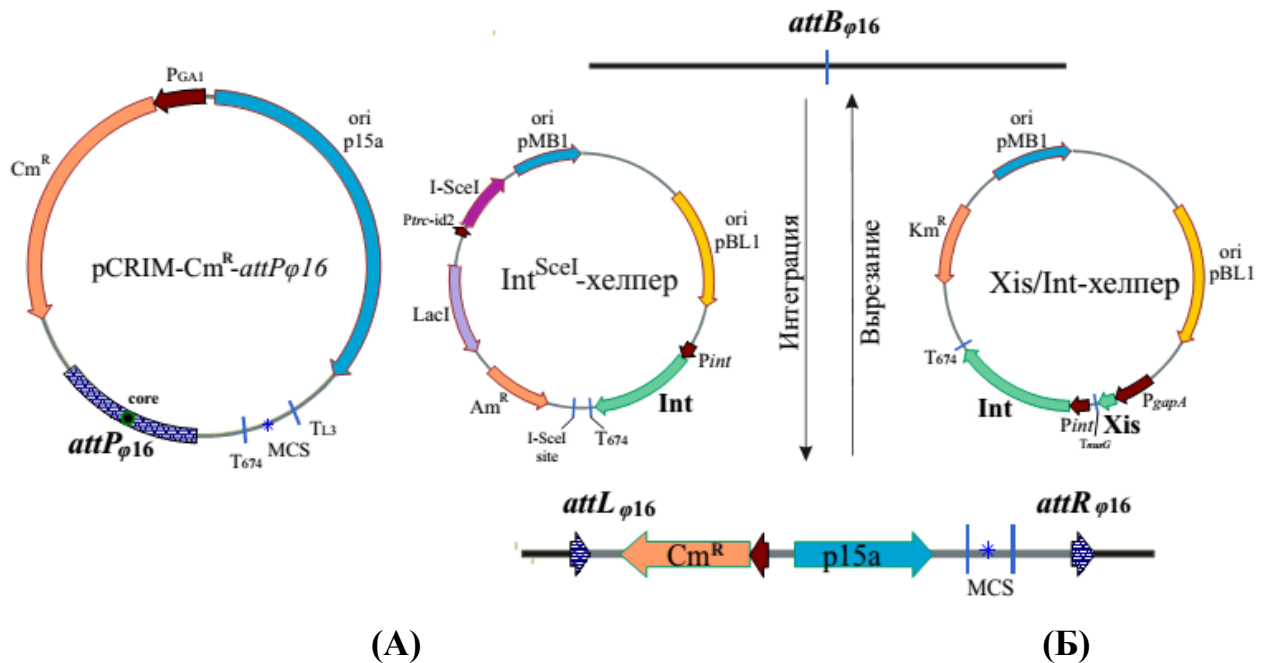 attBφ16
PGA1
ori
p15a
CmR
pCRIM-CmR-attPφ16
core
attPφ16
T674
MCS
TL3
ori
pMB1
I-SceI
Ptrc-id2
LacI
AmR
I-SceI
site
T674
Int
Pint
ori
pBL1
IntSceI-хелпер
Интеграция
Вырезание
ori
pMB1
KmR
ori
pBL1
Xis/Int-хелпер
T674
Int
Pint
TnusG
Xis
PgapA
attLφ16
attRφ16
CmR
p15a
MCS
(А)
(Б)